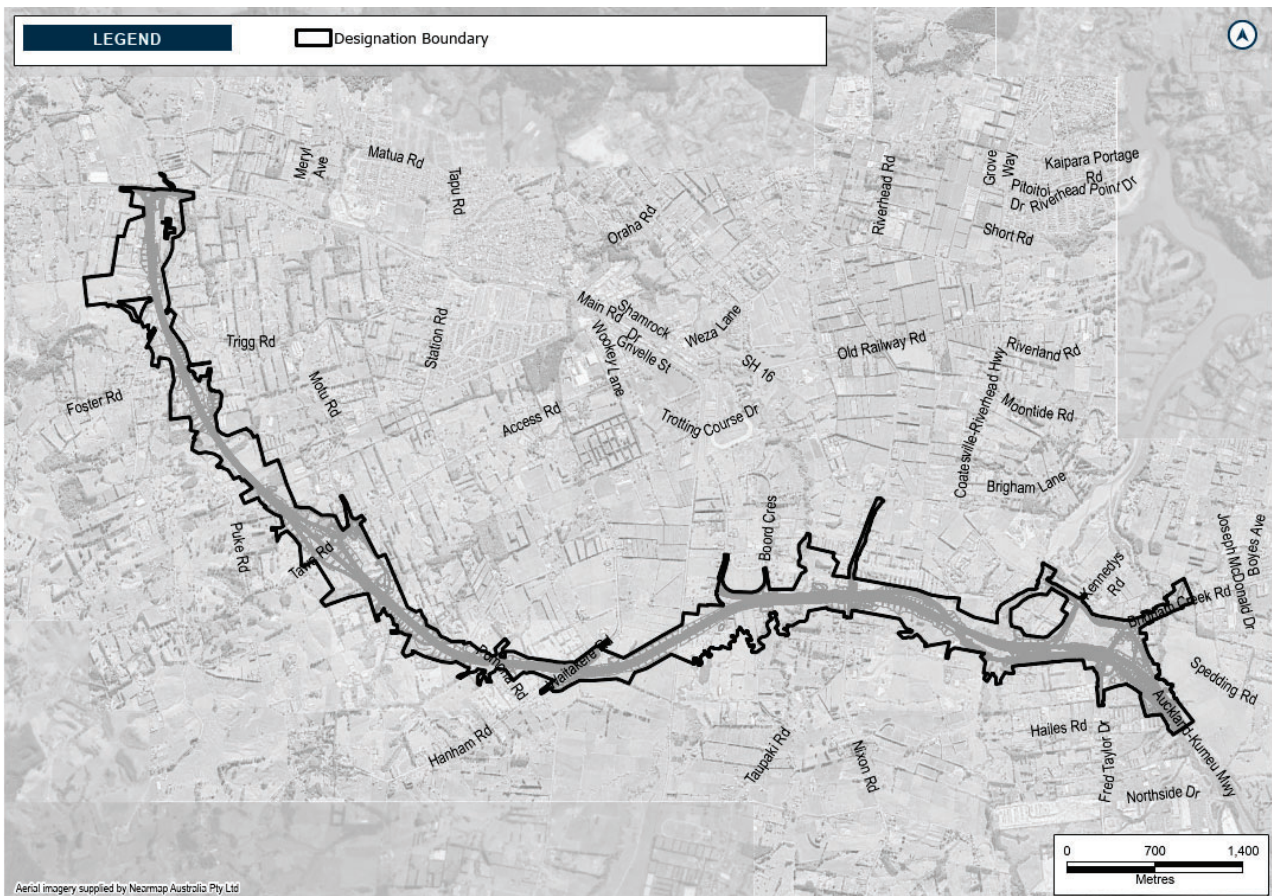 LEGEND
Designation Boundary
Meryl
Ave
Matua Rd
Tapu Rd
Oraha Rd
Riverhead Rd
Grove
Way
Kaipara Portage
Rd
Pitoitoi
Dr
Riverhead Point Dr
Short Rd
Trigg Rd
Station Rd
Main Rd
Shamrock
Dr
Grivelle St
Wookey Lane
Weza Lane
SH 16
Old Railway Rd
Riverland Rd
Foster Rd
Motu Rd
Access Rd
Trotting Course Dr
Coatesville-Riverhead Hwy
Moontide Rd
Brigham Lane
Puke Rd
Tawa Rd
Boord Cres
Kennedys
Rd
Joseph McDonald Dr
Boyes Ave
Brigham Creek Rd
Pomona Rd
Waitakere Rd
Hanham Rd
Taupaki Rd
Nixon Rd
Hailes Rd
Fred Taylor Dr
Spedding Rd
Auckland-Kumeu Mwy
Northside Dr
0 700 1,400
Metres
Aerial imagery supplied by Nearmap Australia Pty Ltd